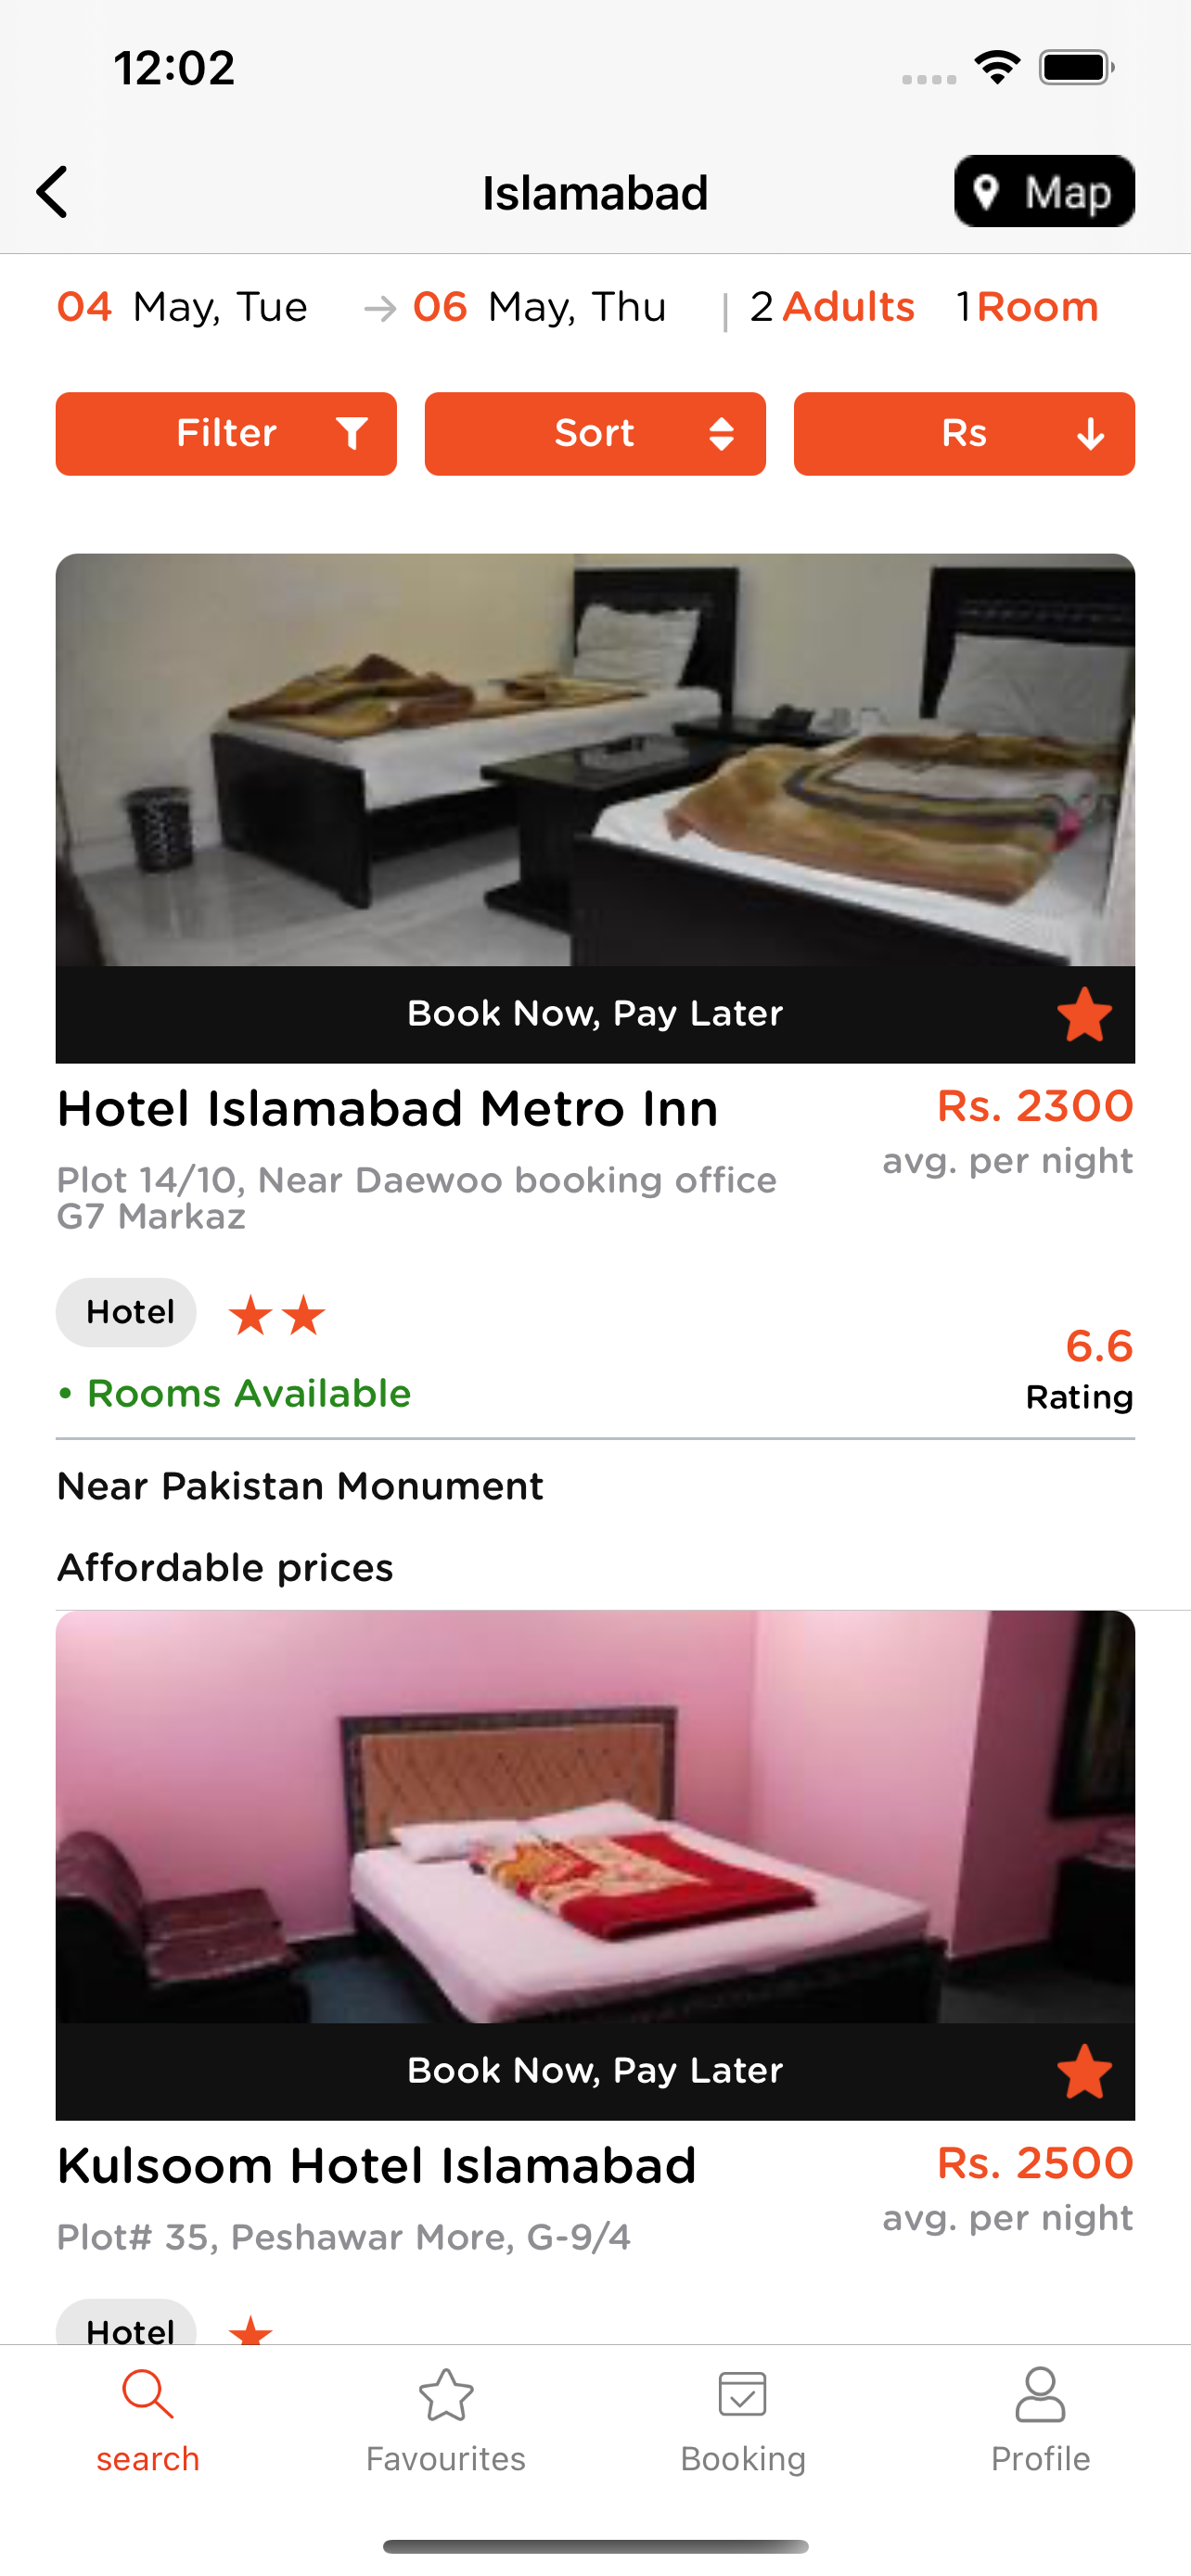 12:02
Islamabad
Map
04 May, Tue → 06 May, Thu | 2 Adults 1 Room
Filter
Sort
Rs
Book Now, Pay Later
Hotel Islamabad Metro Inn
Rs. 2300
avg. per night
Plot 14/10, Near Daewoo booking office
G7 Markaz
Hotel
• Rooms Available
6.6
Rating
Near Pakistan Monument
Affordable prices
Book Now, Pay Later
Kulsoom Hotel Islamabad
Rs. 2500
avg. per night
Plot# 35, Peshawar More, G-9/4
Hotel
search
Favourites
Booking
Profile